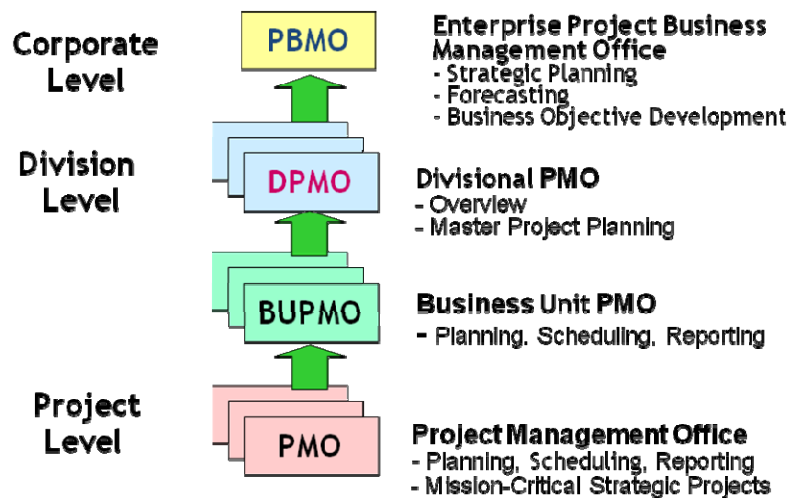 Corporate
Level
PBMO
Enterprise Project Business
Management Office
- Strategic Planning
- Forecasting
- Business Objective Development
Division
Level
DPMO
Divisional PMO
- Overview
- Master Project Planning
BUPMO
Business Unit PMO
- Planning, Scheduling, Reporting
Project
Level
PMO
Project Management Office
- Planning, Scheduling, Reporting
- Mission-Critical Strategic Projects